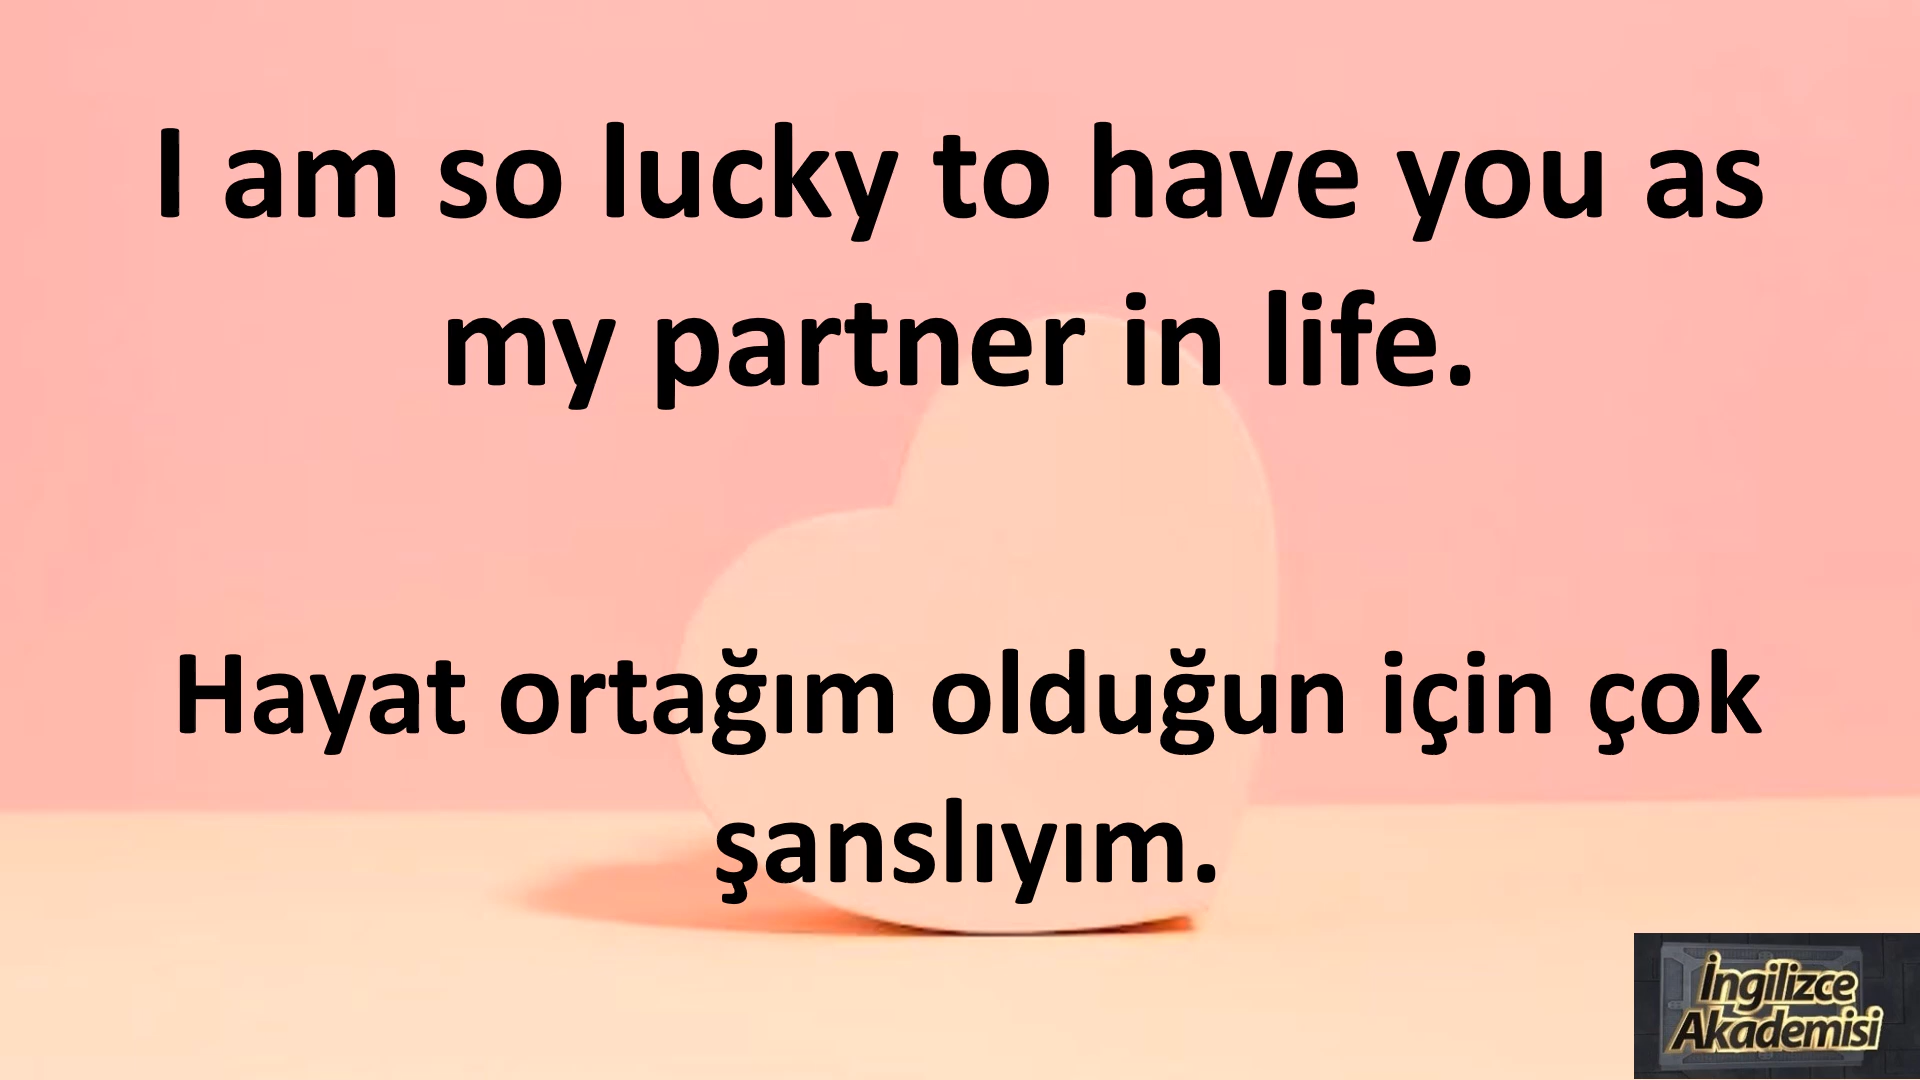 I am so lucky to have you as
my partner in life.
Hayat ortağım olduğun için çok
şanslıyım.
İngilizce
Akademisi